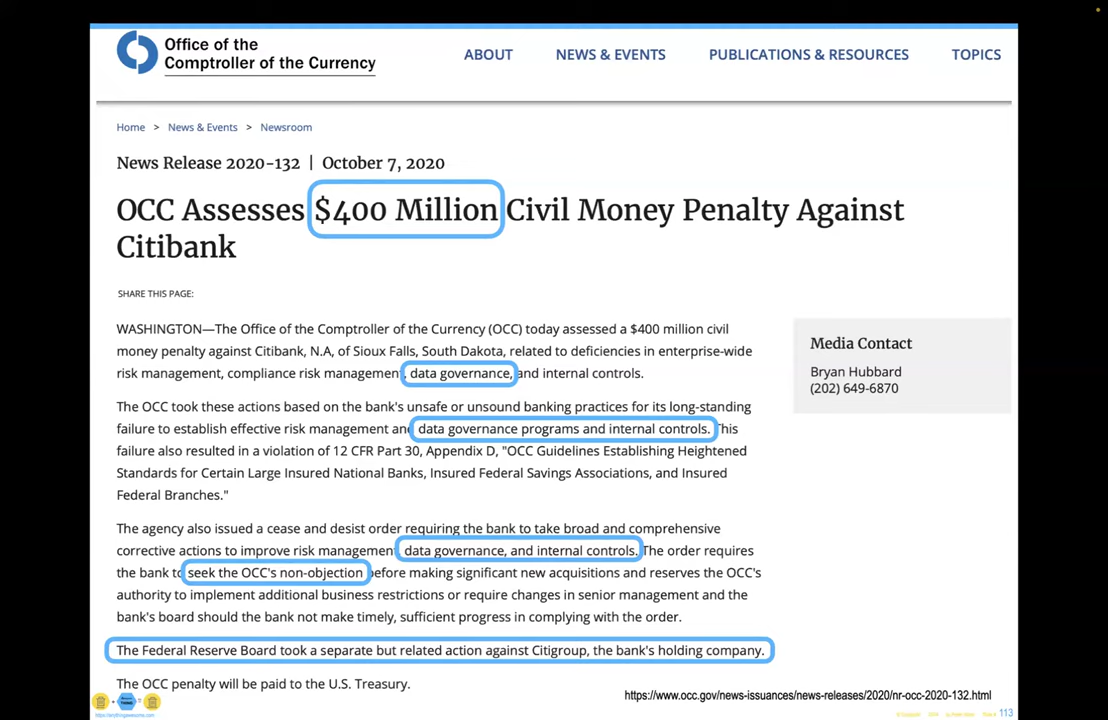 Office of the
Comptroller of the Currency
ABOUT NEWS & EVENTS PUBLICATIONS & RESOURCES TOPICS
Home > News & Events > Newsroom
News Release 2020-132 | October 7, 2020
OCC Assesses $400 Million Civil Money Penalty Against
Citibank
SHARE THIS PAGE:
WASHINGTON—The Office of the Comptroller of the Currency (OCC) today assessed a $400 million civil
money penalty against Citibank, N.A, of Sioux Falls, South Dakota, related to deficiencies in enterprise-wide
risk management, compliance risk management, data governance, and internal controls.
The OCC took these actions based on the bank's unsafe or unsound banking practices for its long-standing
failure to establish effective risk management and data governance programs and internal controls. This
failure also resulted in a violation of 12 CFR Part 30, Appendix D, "OCC Guidelines Establishing Heightened
Standards for Certain Large Insured National Banks, Insured Federal Savings Associations, and Insured
Federal Branches."
The agency also issued a cease and desist order requiring the bank to take broad and comprehensive
corrective actions to improve risk management, data governance, and internal controls. The order requires
the bank to seek the OCC's non-objection before making significant new acquisitions and reserves the OCC's
authority to implement additional business restrictions or require changes in senior management and the
bank's board should the bank not make timely, sufficient progress in complying with the order.
The Federal Reserve Board took a separate but related action against Citigroup, the bank's holding company.
The OCC penalty will be paid to the U.S. Treasury.
Media Contact
Bryan Hubbard
(202) 649-6870
https://www.occ.gov/news-issuances/news-releases/2020/nr-occ-2020-132.html
https://anythingawesome.com
113